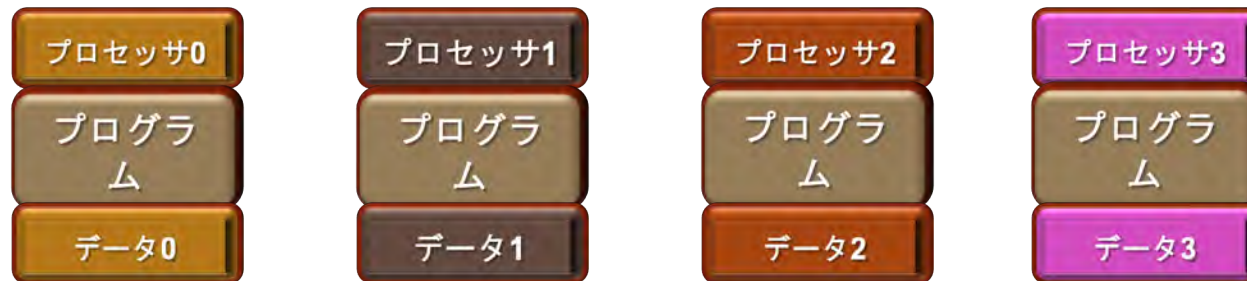 プロセッサ0
プログラ
ム
データ0
プロセッサ1
プログラ
ム
データ1
プロセッサ2
プログラ
ム
データ2
プロセッサ3
プログラ
ム
データ3